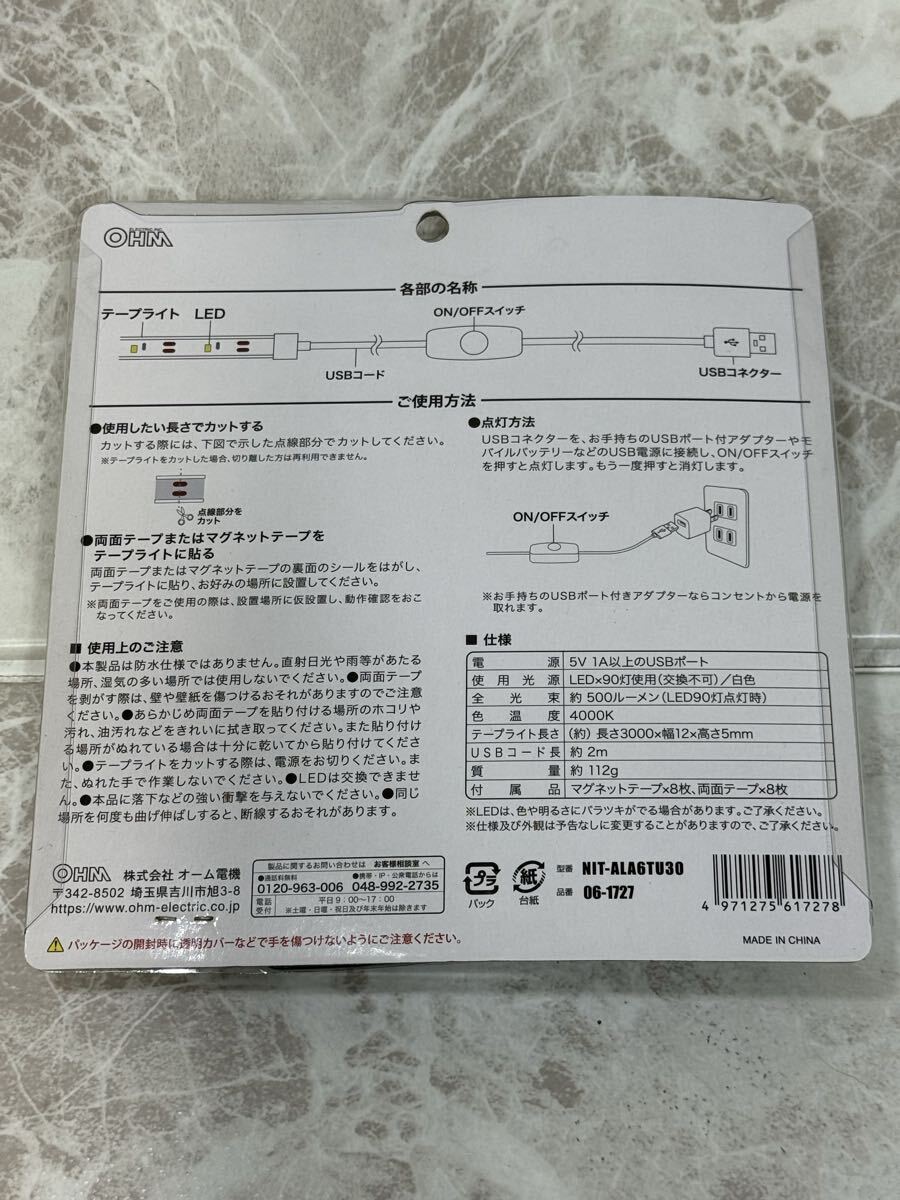 ELECTRIC INC.
OHM
各部の名称
テープライト LED
ON/OFFスイッチ
USBコード
USBコネクター
ご使用方法
●使用したい長さでカットする
カットする際には、下図で示した点線部分でカットしてください。
※テープライトをカットした場合、切り離した方は再利用できません。
点線部分を
カット
●両面テープまたはマグネットテープを
テープライトに貼る
両面テープまたはマグネットテープの裏面のシールをはがし、
テープライトに貼り、お好みの場所に設置してください。
※両面テープをご使用の際は、設置場所に仮設置し、動作確認をおこ
なってください。
●点灯方法
USBコネクターを、お手持ちのUSBポート付アダプターやモ
バイルバッテリーなどのUSB電源に接続し、ON/OFFスイッチ
を押すと点灯します。もう一度押すと消灯します。
ON/OFFスイッチ
※お手持ちのUSBポート付きアダプターならコンセントから電源を
取れます。
■ 使用上のご注意
●本製品は防水仕様ではありません。直射日光や雨等があたる
場所、湿気の多い場所では使用しないでください。●両面テープ
を剥がす際は、壁や壁紙を傷つけるおそれがありますのでご注意
ください。●あらかじめ両面テープを貼り付ける場所のホコリや
汚れ、油汚れなどをきれいに拭き取ってください。また貼り付け
る場所がぬれている場合は十分に乾いてから貼り付けてくださ
い。●テープライトをカットする際は、電源をお切りください。ま
た、ぬれた手で作業しないでください。●LEDは交換できませ
ん。●本品に落下などの強い衝撃を与えないでください。●同じ
場所を何度も曲げ伸ばしすると、断線するおそれがあります。
■ 仕様
電源 5V 1A以上のUSBポート
使用光源 LED×90灯使用(交換不可)/白色
全光束 約 500ルーメン(LED90灯点灯時)
色温度 4000K
テープライト長さ (約) 長さ3000×幅12×高さ5mm
USBコード長 約 2m
質量 約 112g
付属品 マグネットテープ×8枚、両面テープ×8枚
※LEDは、色や明るさにバラツキがでる場合があります。ご了承ください。
※仕様及び外観は予告なしに変更することがありますので、ご了承ください。
OHM 株式会社 オーム電機
〒342-8502 埼玉県吉川市旭3-8
https://www.ohm-electric.co.jp
製品に関するお問い合わせは お客様相談室 へ
●通話料無料 ●携帯・IP・公衆電話からは
0120-963-006 048-992-2735
電話
受付
平日 9:00~17:00
※土曜・日曜・祝日及び年末年始は除きます
プラ
パック
紙
台紙
型番 NIT-ALA6TU30
品番 06-1727
4 971275 617278
⚠パッケージの開封時に透明カバーなどで手を傷つけないようにご注意ください。
MADE IN CHINA